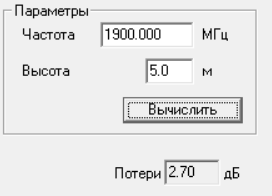 Параметры
Частота 1900.000 МГц
Высота 5.0 м
Вычислить
Потери 2.70 дБ